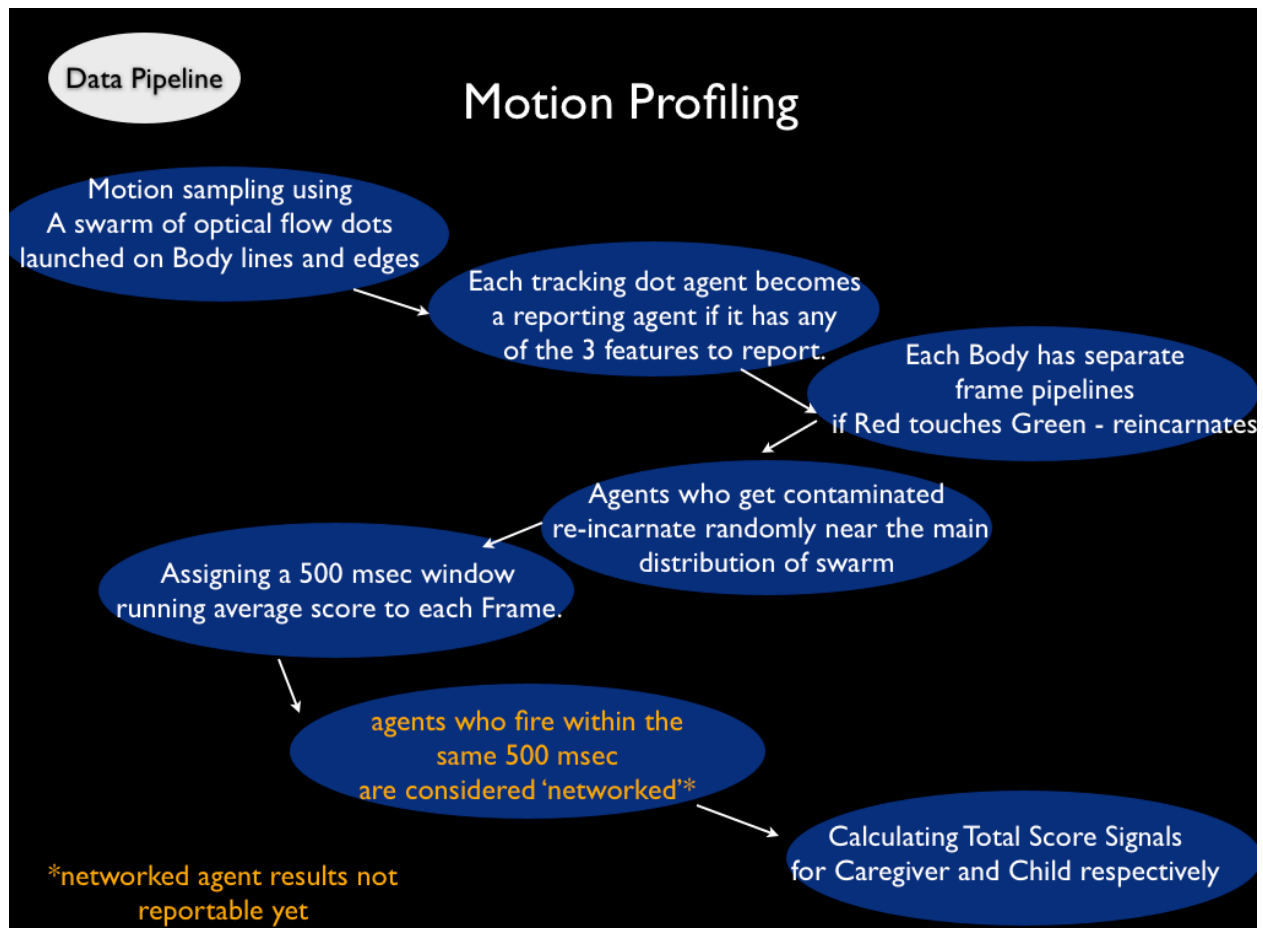 Data Pipeline
Motion Profiling
Motion sampling using
A swarm of optical flow dots
launched on Body lines and edges
Each tracking dot agent becomes
a reporting agent if it has any
of the 3 features to report.
Each Body has separate
frame pipelines
if Red touches Green - reincarnates
Agents who get contaminated
re-incarnate randomly near the main
distribution of swarm
Assigning a 500 msec window
running average score to each Frame.
agents who fire within the
same 500 msec
are considered ‘networked’*
Calculating Total Score Signals
for Caregiver and Child respectively
*networked agent results not
reportable yet